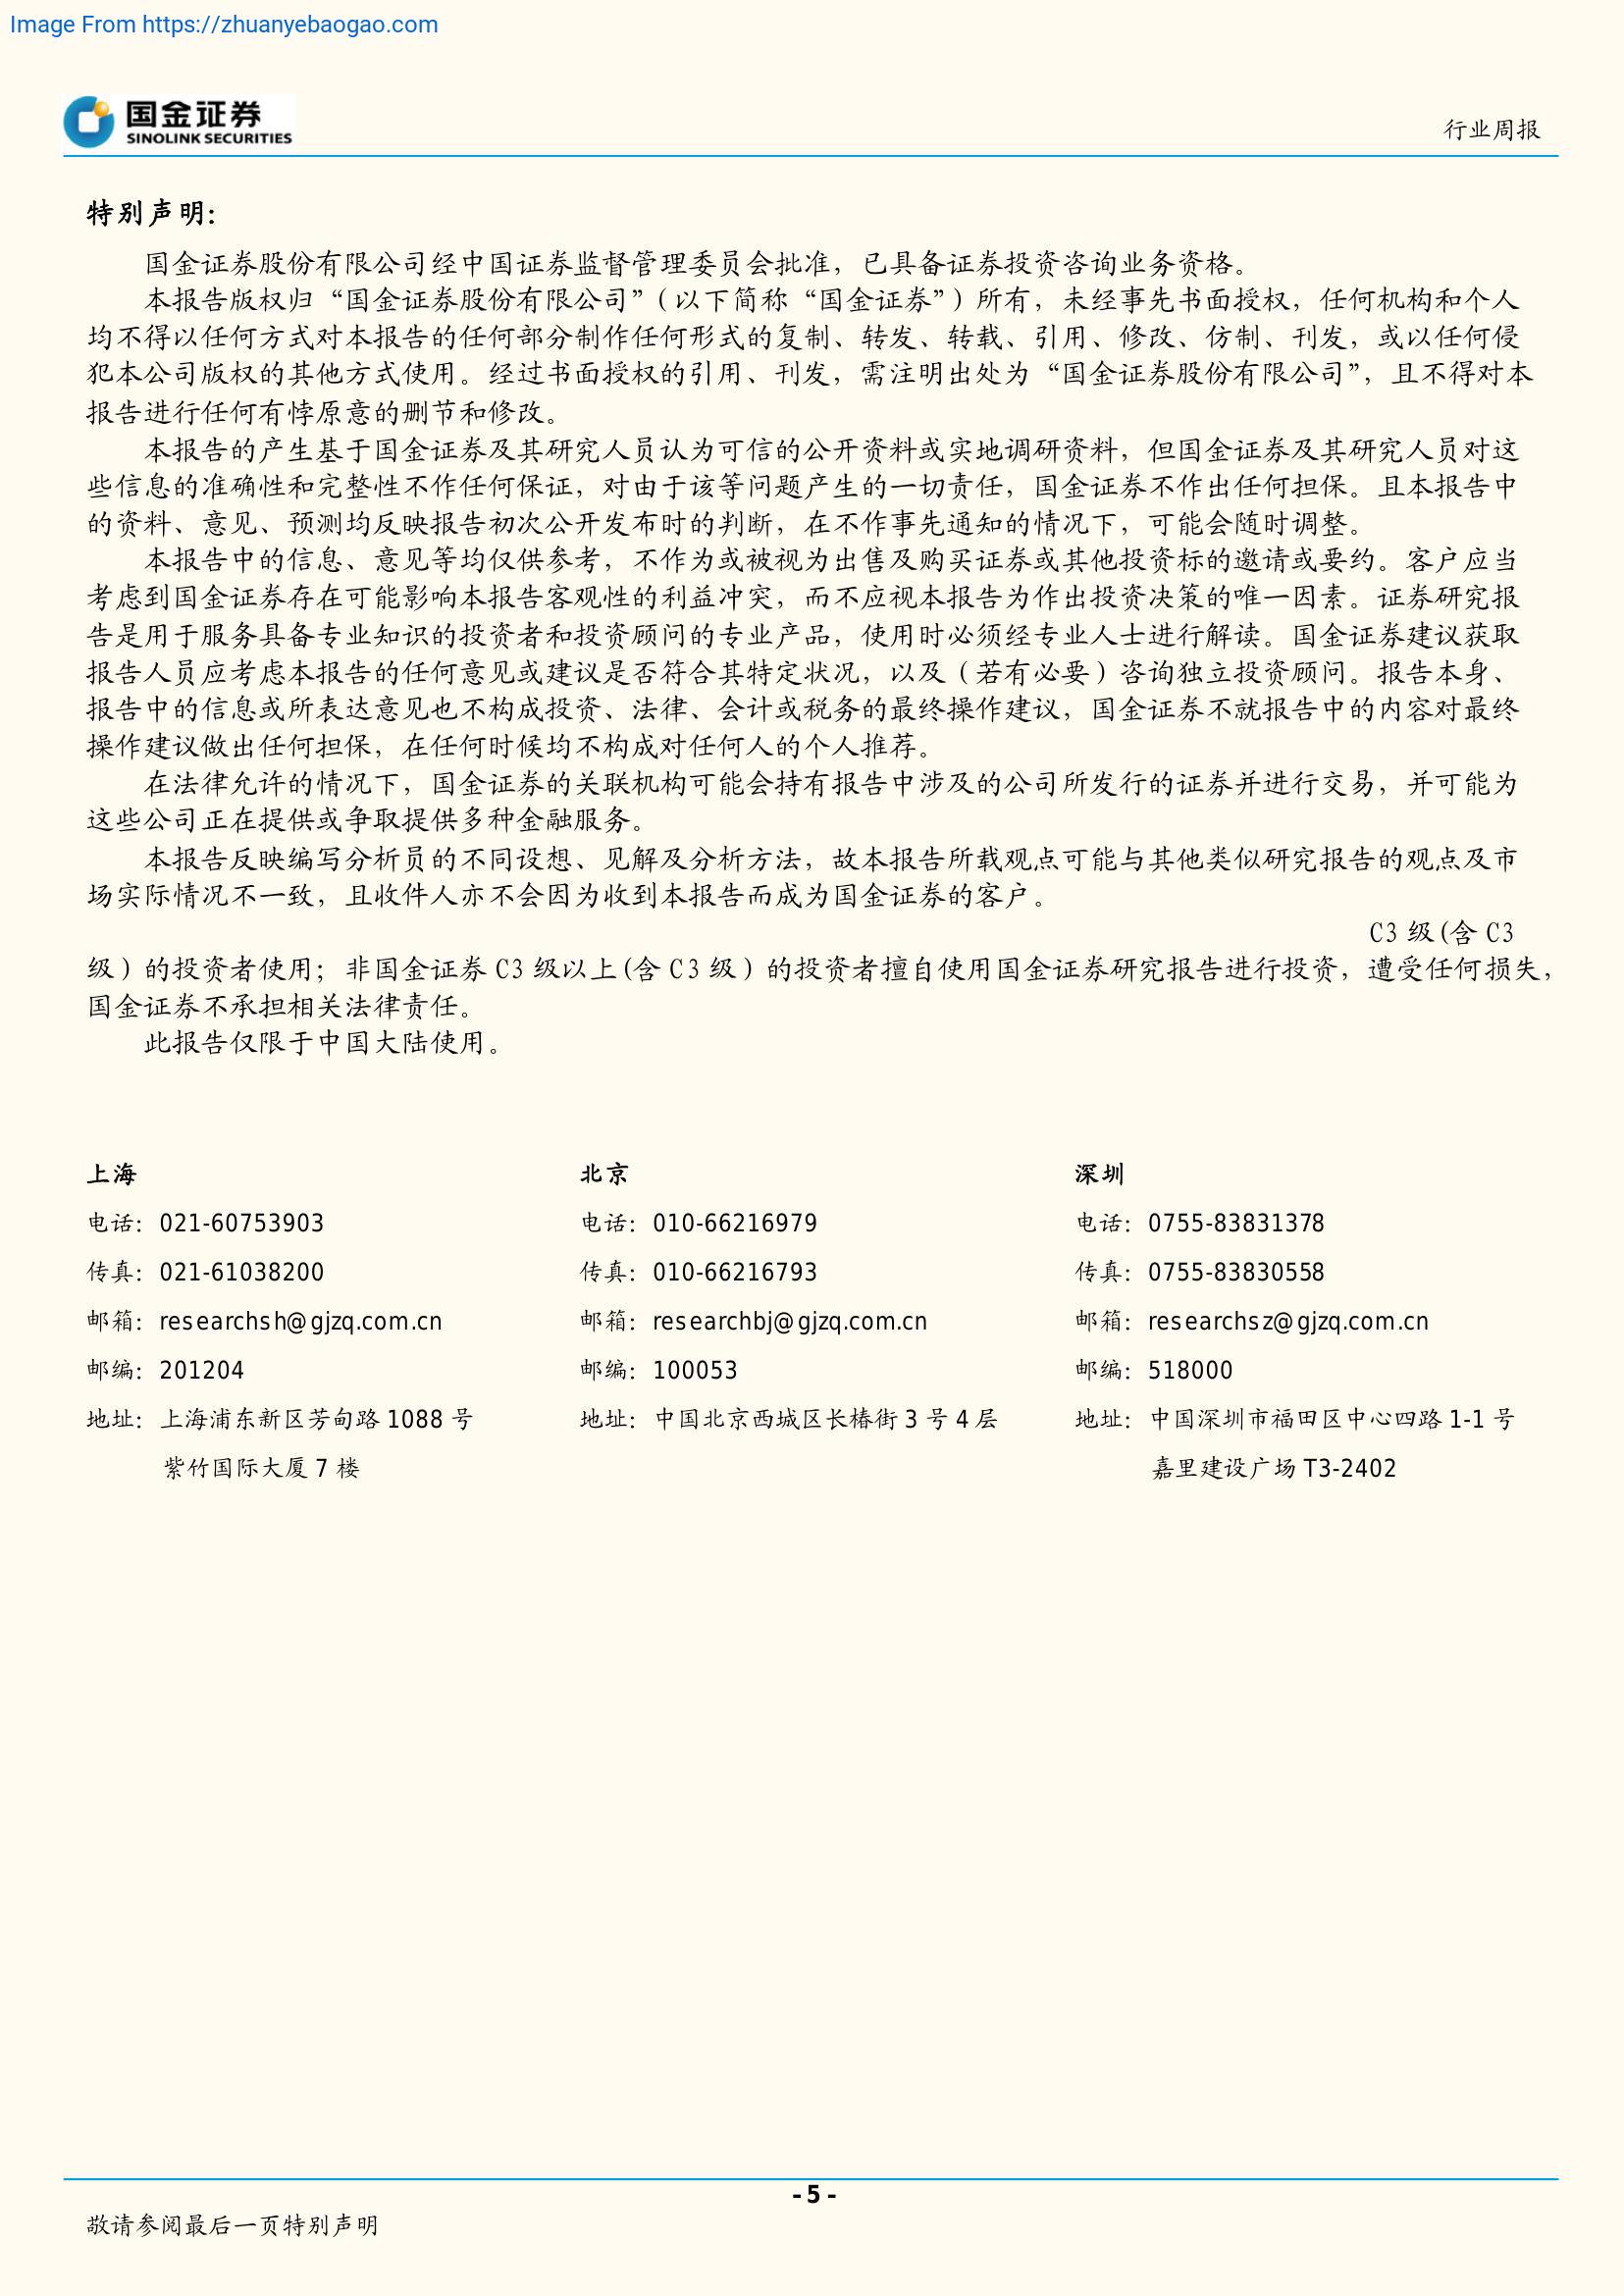 Image From https://zhuanyebaogao.com
国金证券
SINOLINK SECURITIES
行业周报
特别声明：
国金证券股份有限公司经中国证券监督管理委员会批准，已具备证券投资咨询业务资格。
本报告版权归“国金证券股份有限公司”（以下简称“国金证券”）所有，未经事先书面授权，任何机构和个人
均不得以任何方式对本报告的任何部分制作任何形式的复制、转发、转载、引用、修改、仿制、刊发，或以任何侵
犯本公司版权的其他方式使用。经过书面授权的引用、刊发，需注明出处为“国金证券股份有限公司”，且不得对本
报告进行任何有悖原意的删节和修改。
本报告的产生基于国金证券及其研究人员认为可信的公开资料或实地调研资料，但国金证券及其研究人员对这
些信息的准确性和完整性不作任何保证，对由于该等问题产生的一切责任，国金证券不作出任何担保。且本报告中
的资料、意见、预测均反映报告初次公开发布时的判断，在不作事先通知的情况下，可能会随时调整。
本报告中的信息、意见等均仅供参考，不作为或被视为出售及购买证券或其他投资标的邀请或要约。客户应当
考虑到国金证券存在可能影响本报告客观性的利益冲突，而不应视本报告为作出投资决策的唯一因素。证券研究报
告是用于服务具备专业知识的投资者和投资顾问的专业产品，使用时必须经专业人士进行解读。国金证券建议获取
报告人员应考虑本报告的任何意见或建议是否符合其特定状况，以及（若有必要）咨询独立投资顾问。报告本身、
报告中的信息或所表达意见也不构成投资、法律、会计或税务的最终操作建议，国金证券不就报告中的内容对最终
操作建议做出任何担保，在任何时候均不构成对任何人的个人推荐。
在法律允许的情况下，国金证券的关联机构可能会持有报告中涉及的公司所发行的证券并进行交易，并可能为
这些公司正在提供或争取提供多种金融服务。
本报告反映编写分析员的不同设想、见解及分析方法，故本报告所载观点可能与其他类似研究报告的观点及市
场实际情况不一致，且收件人亦不会因为收到本报告而成为国金证券的客户。
C3 级(含 C3
级）的投资者使用；非国金证券 C3 级以上(含 C3 级）的投资者擅自使用国金证券研究报告进行投资，遭受任何损失，
国金证券不承担相关法律责任。
此报告仅限于中国大陆使用。
上海
电话：021-60753903
传真：021-61038200
邮箱：researchsh@gjzq.com.cn
邮编：201204
地址：上海浦东新区芳甸路 1088 号
紫竹国际大厦 7 楼
北京
电话：010-66216979
传真：010-66216793
邮箱：researchbj@gjzq.com.cn
邮编：100053
地址：中国北京西城区长椿街 3 号 4 层
深圳
电话：0755-83831378
传真：0755-83830558
邮箱：researchsz@gjzq.com.cn
邮编：518000
地址：中国深圳市福田区中心四路 1-1 号
嘉里建设广场 T3-2402
- 5 -
敬请参阅最后一页特别声明